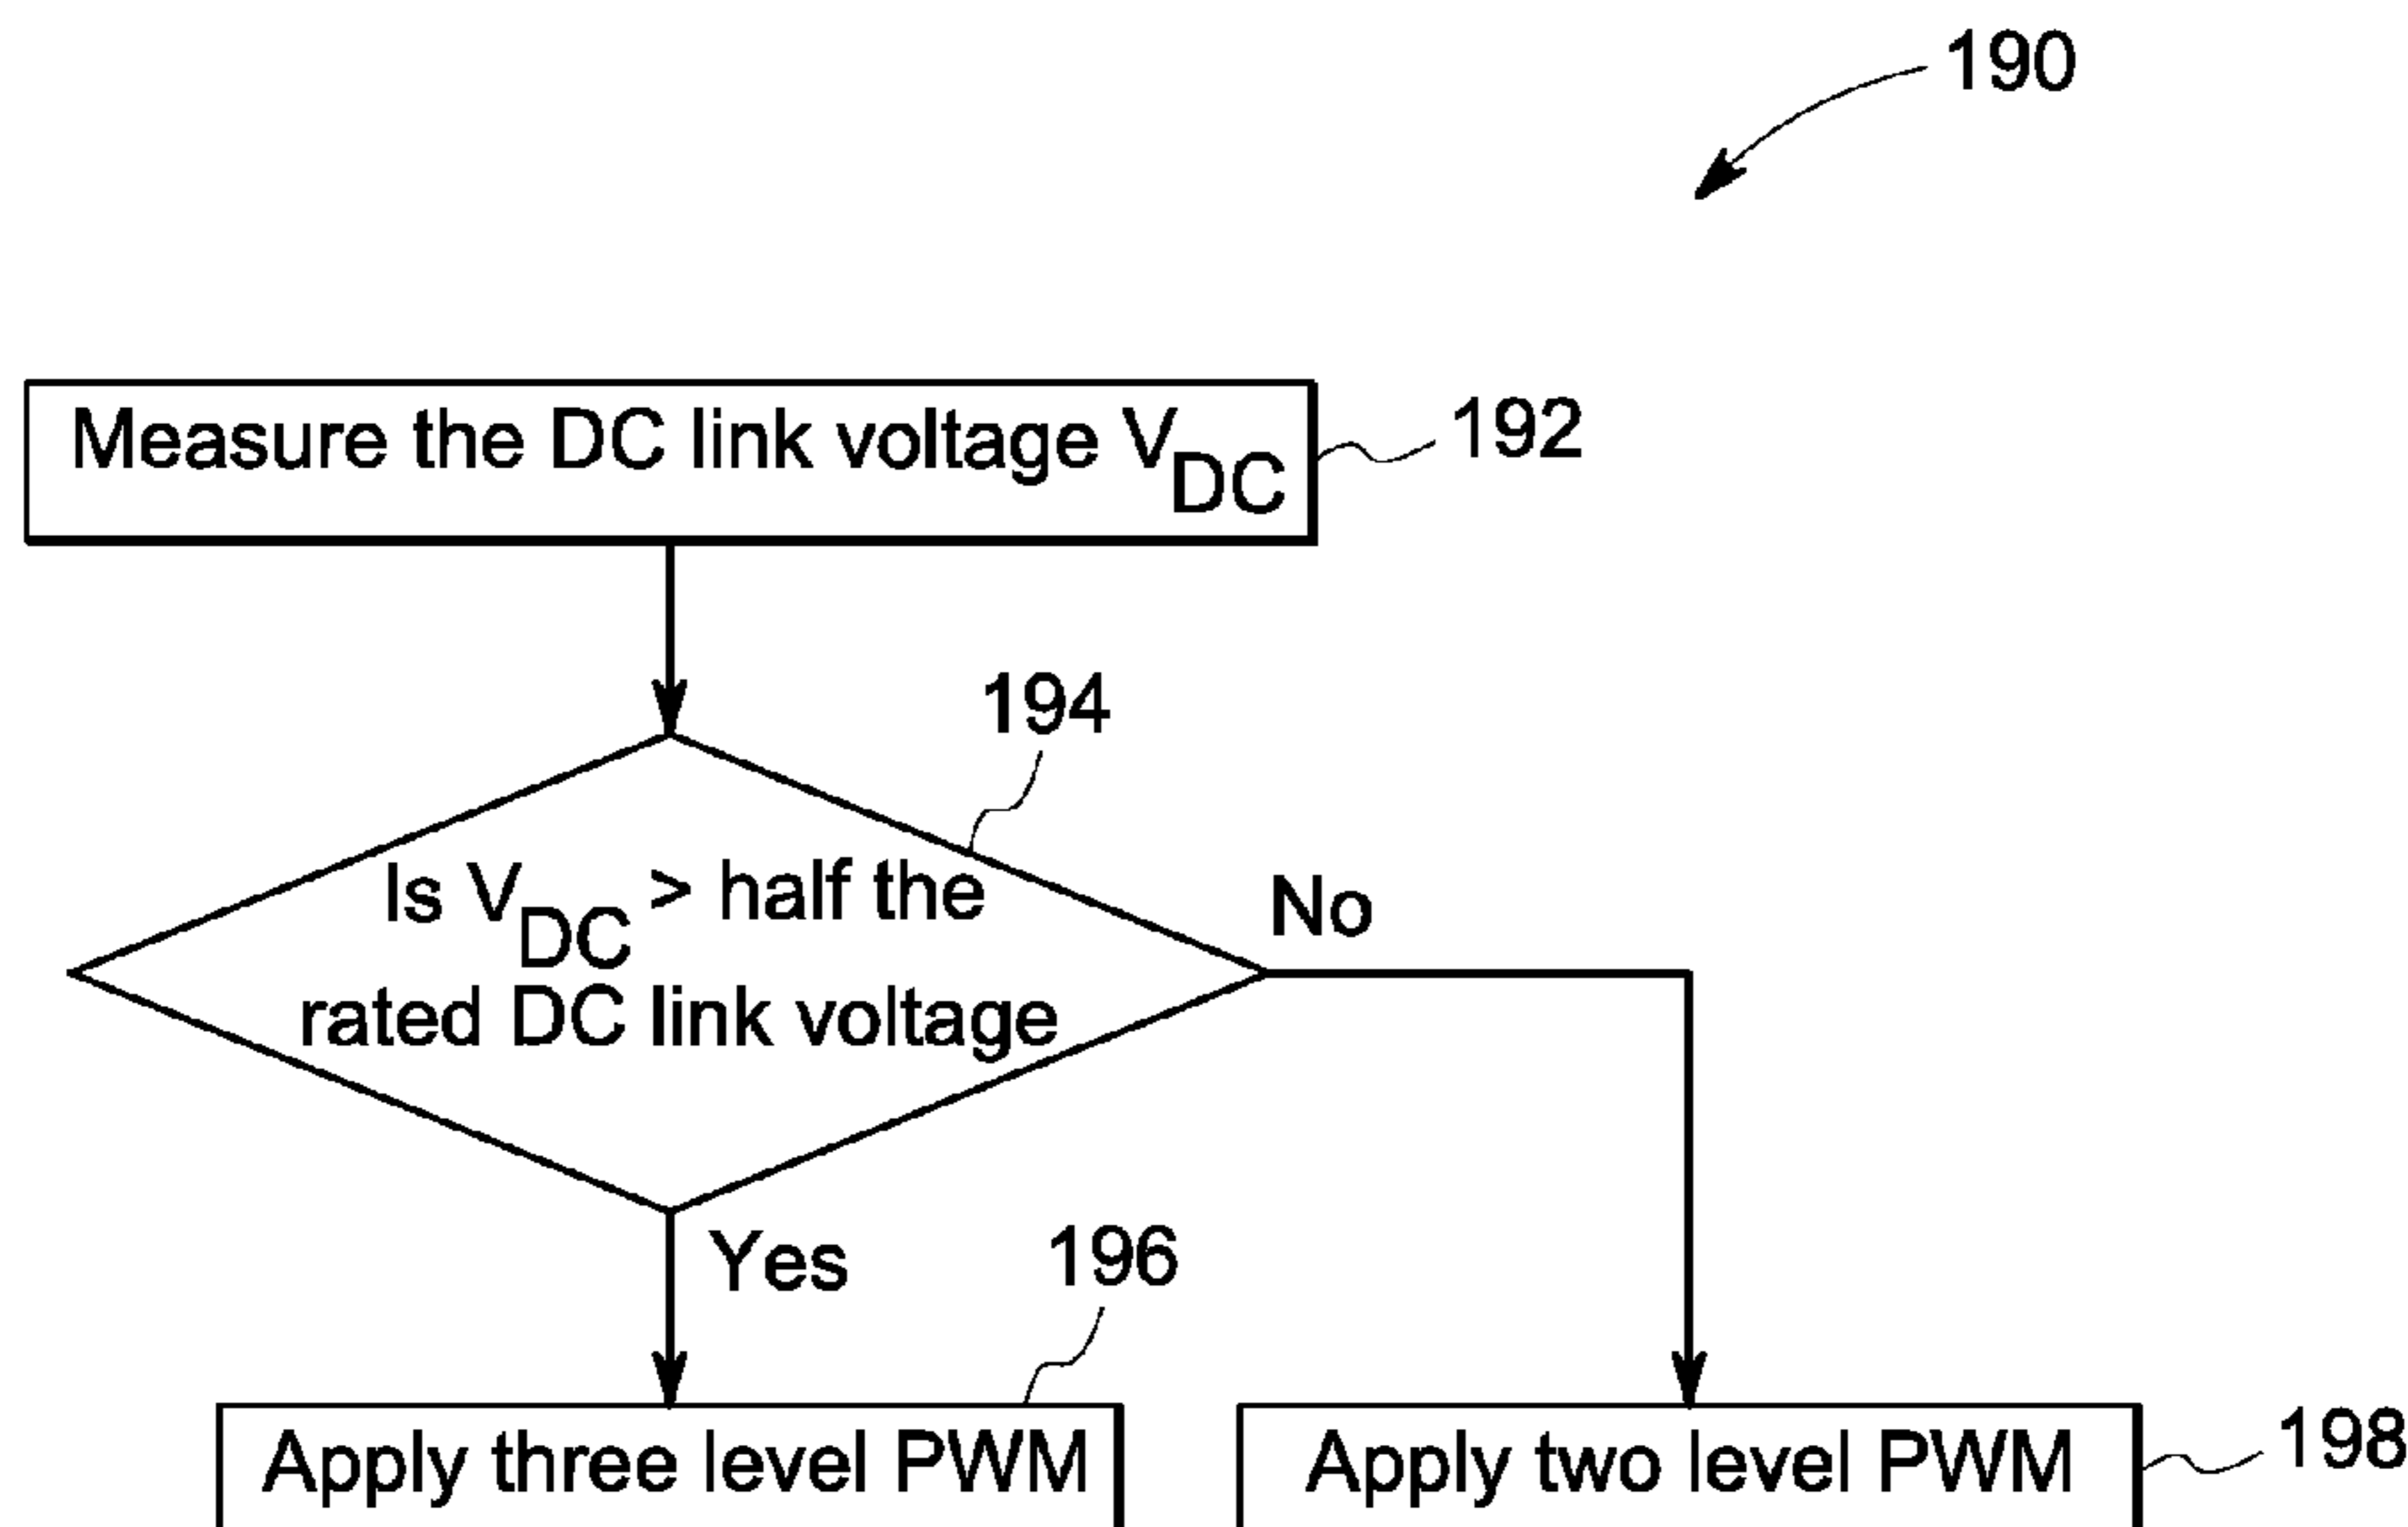 190
Measure the DC link voltage V_DC
192
194
Is V_DC > half the
rated DC link voltage
No
Yes
196
Apply three level PWM
Apply two level PWM
198